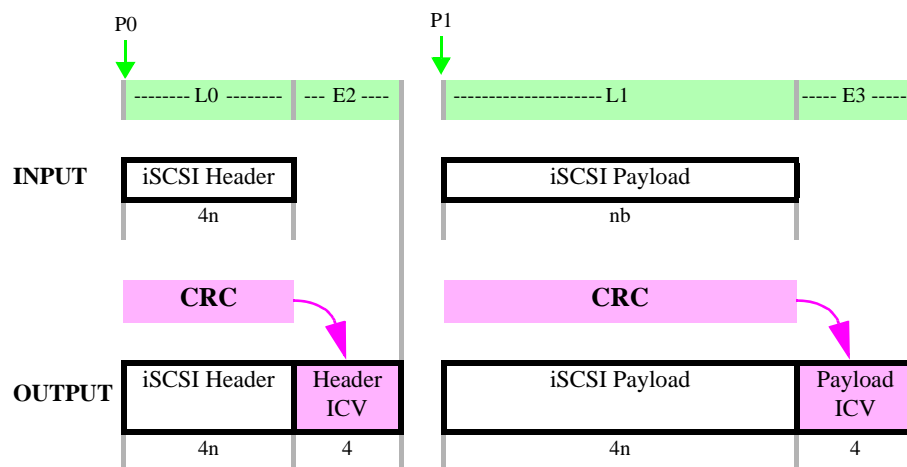 P0 P1
-------- L0 -------- --- E2 ---- --------------------- L1 ----- E3 -----
INPUT iSCSI Header iSCSI Payload
4n nb
CRC CRC
OUTPUT iSCSI Header Header ICV iSCSI Payload Payload ICV
4n 4 4n 4